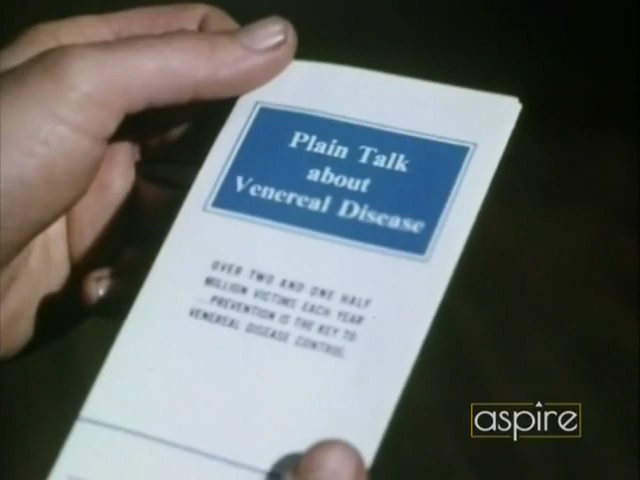 Plain Talk
about
Venereal Disease
OVER TWO AND ONE HALF
MILLION VICTIMS EACH YEAR
...PREVENTION IS THE KEY TO
VENEREAL DISEASE CONTROL.
aspire